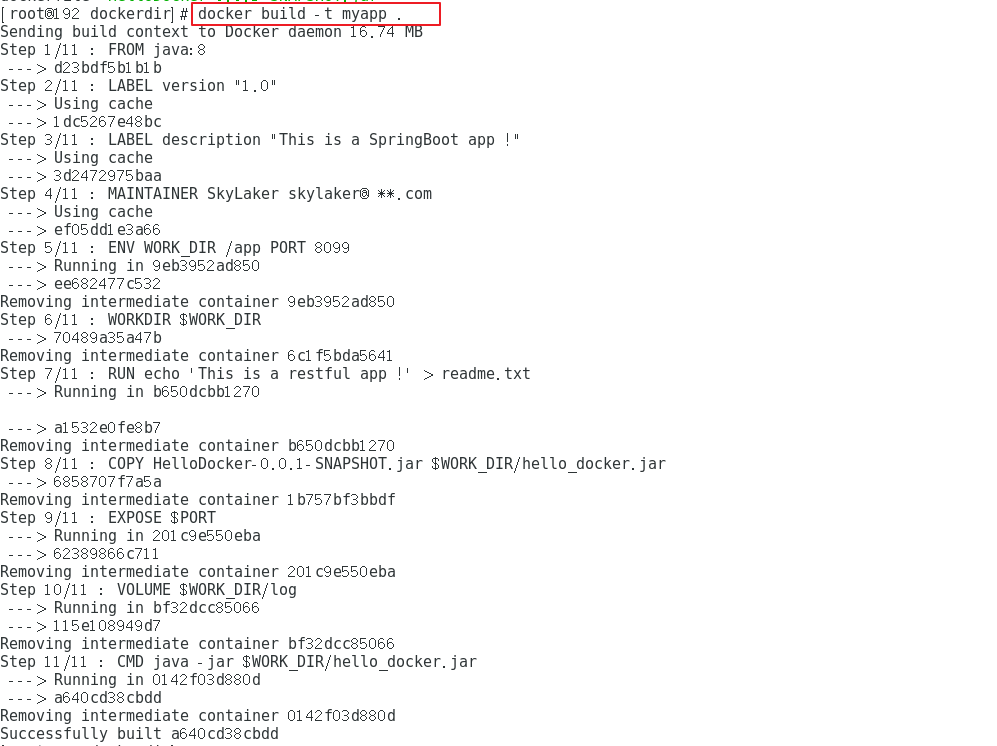 [root@192 dockerdir]# docker build -t myapp .
Sending build context to Docker daemon 16.74 MB
Step 1/11 : FROM java:8
---> d23bdf5b1b1b
Step 2/11 : LABEL version "1.0"
---> Using cache
---> 1dc5267e48bc
Step 3/11 : LABEL description "This is a SpringBoot app !"
---> Using cache
---> 3d2472975baa
Step 4/11 : MAINTAINER SkyLaker skylaker@ **.com
---> Using cache
---> ef05dd1e3a66
Step 5/11 : ENV WORK_DIR /app PORT 8099
---> Running in 9eb3952ad850
---> ee682477c532
Removing intermediate container 9eb3952ad850
Step 6/11 : WORKDIR $WORK_DIR
---> 70489a35a47b
Removing intermediate container 6c1f5bda5641
Step 7/11 : RUN echo 'This is a restful app !' > readme.txt
---> Running in b650dcbb1270
---> a1532e0fe8b7
Removing intermediate container b650dcbb1270
Step 8/11 : COPY HelloDocker-0.0.1-SNAPSHOT.jar $WORK_DIR/hello_docker.jar
---> 6858707f7a5a
Removing intermediate container 1b757bf3bbdf
Step 9/11 : EXPOSE $PORT
---> Running in 201c9e550eba
---> 62389866c711
Removing intermediate container 201c9e550eba
Step 10/11 : VOLUME $WORK_DIR/log
---> Running in bf32dcc85066
---> 115e108949d7
Removing intermediate container bf32dcc85066
Step 11/11 : CMD java -jar $WORK_DIR/hello_docker.jar
---> Running in 0142f03d880d
---> a640cd38cbdd
Removing intermediate container 0142f03d880d
Successfully built a640cd38cbdd